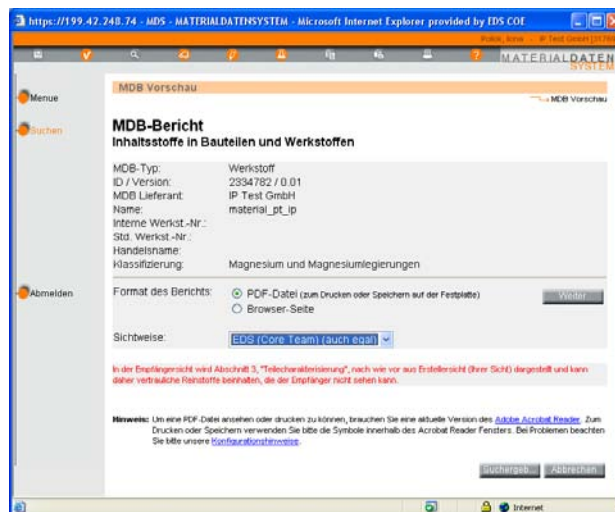 https://199.42.248.74 - MDS - MATERIALDATENSYSTEM - Microsoft Internet Explorer provided by EDS COE
IP Test GmbH
MATERIALDATEN
SYSTEM
MDB Vorschau
MDB Vorschau
Menue
Suchen
MDB-Bericht
Inhaltsstoffe in Bauteilen und Werkstoffen
MDB-Typ: Werkstoff
ID / Version: 2334782 / 0.01
MDB Lieferant: IP Test GmbH
Name: material_pt_ip
Interne Werkst.-Nr.:
Std. Werkst.-Nr.:
Handelsname:
Klassifizierung: Magnesium und Magnesiumlegierungen
Abmelden
Format des Berichts: PDF-Datei (zum Drucken oder Speichern auf der Festplatte) Weiter...
Browser-Seite
Sichtweise: EDS (Core Team) (auch egal)
In der Empfängersicht wird Abschnitt 3, "Teilecharakterisierung", nach wie vor aus Erstellersicht (Ihrer Sicht) dargestellt und kann
daher vertrauliche Reinstoffe beinhalten, die der Empfänger nicht sehen kann.
Hinweis: Um eine PDF-Datei ansehen oder drucken zu können, brauchen Sie eine aktuelle Version des Adobe Acrobat Reader. Zum
Drucken oder Speichern verwenden Sie bitte die Symbole innerhalb des Acrobat Reader Fensters. Bei Problemen beachten
Sie bitte unsere Konfigurationshinweise.
Suchergeb... Abbrechen
Internet